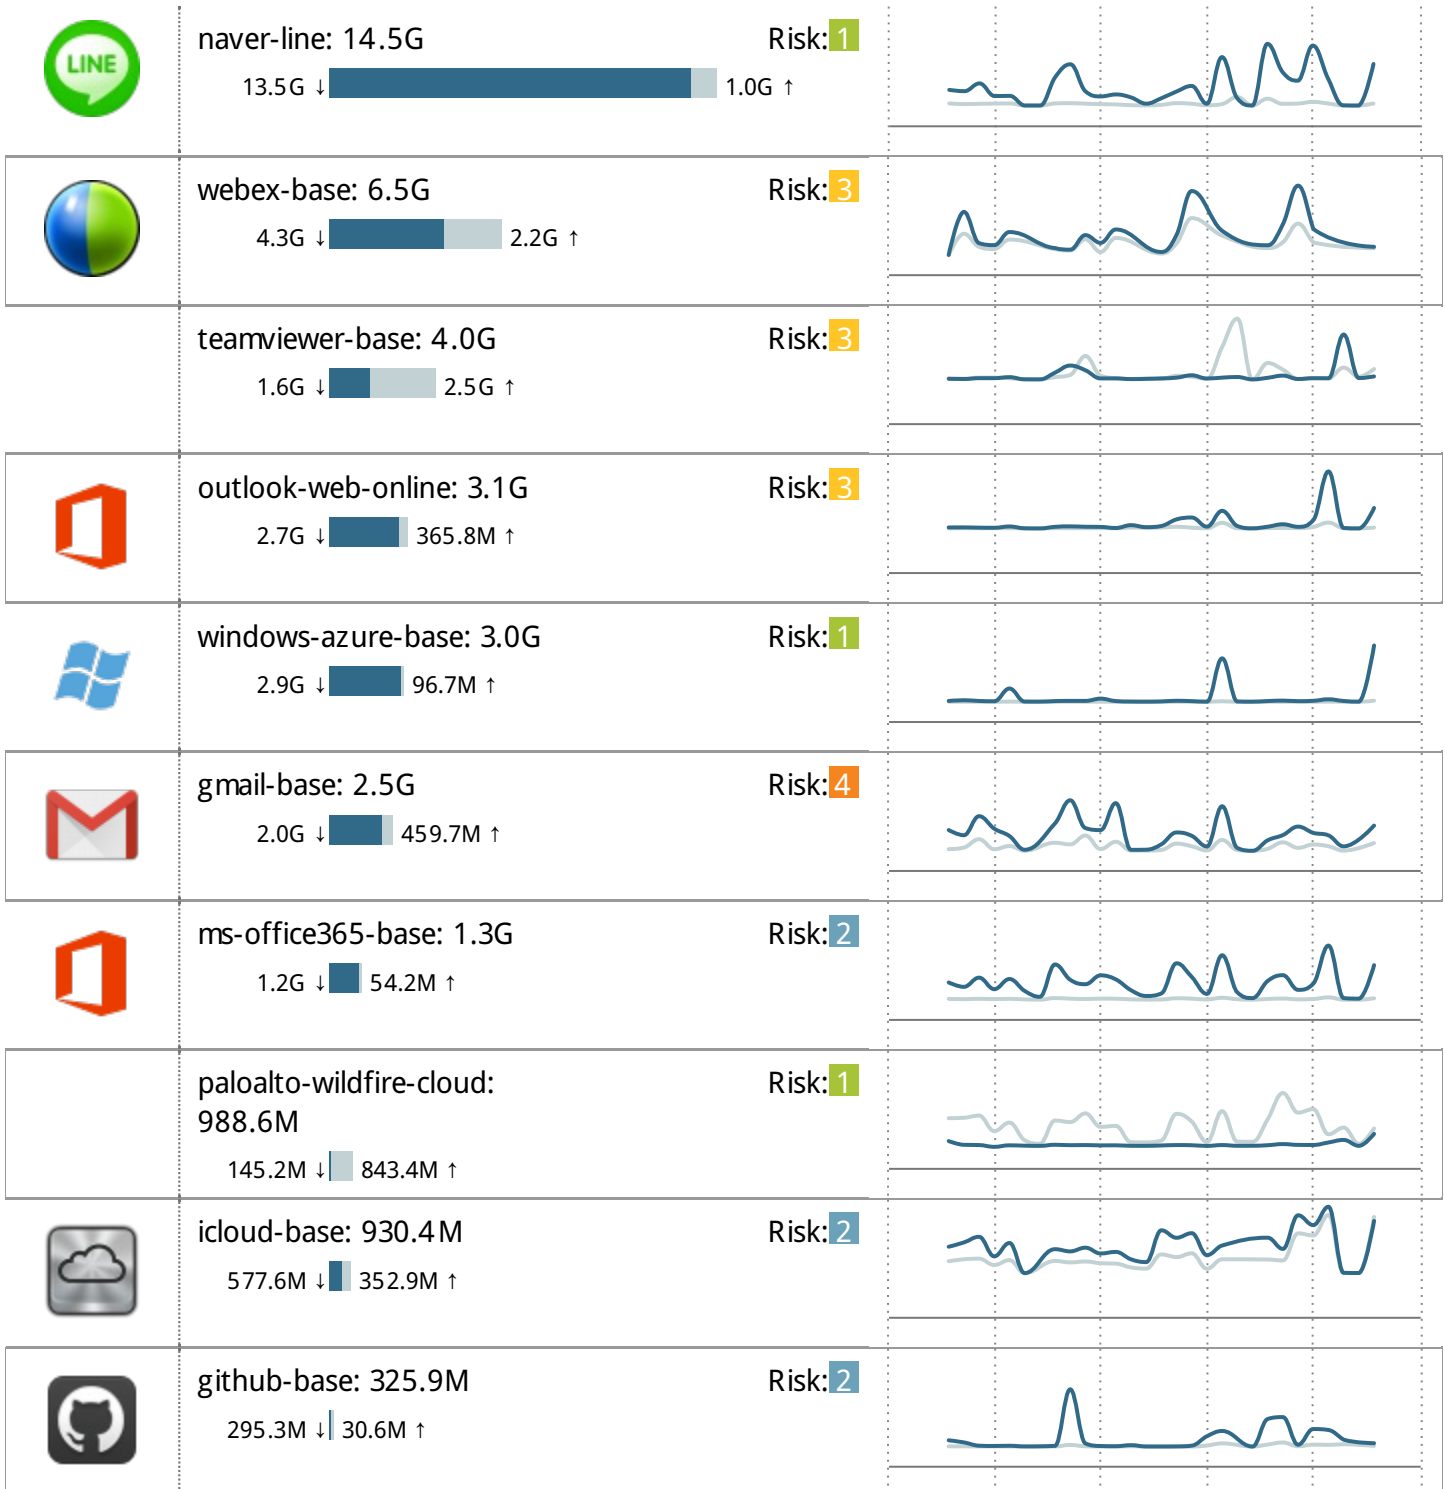 LINE
naver-line: 14.5G Risk: 1
13.5G ↓ 1.0G ↑
webex-base: 6.5G Risk: 3
4.3G ↓ 2.2G ↑
teamviewer-base: 4.0G Risk: 3
1.6G ↓ 2.5G ↑
outlook-web-online: 3.1G Risk: 3
2.7G ↓ 365.8M ↑
windows-azure-base: 3.0G Risk: 1
2.9G ↓ 96.7M ↑
gmail-base: 2.5G Risk: 4
2.0G ↓ 459.7M ↑
ms-office365-base: 1.3G Risk: 2
1.2G ↓ 54.2M ↑
paloalto-wildfire-cloud: Risk: 1
988.6M
145.2M ↓ 843.4M ↑
icloud-base: 930.4M Risk: 2
577.6M ↓ 352.9M ↑
github-base: 325.9M Risk: 2
295.3M ↓ 30.6M ↑